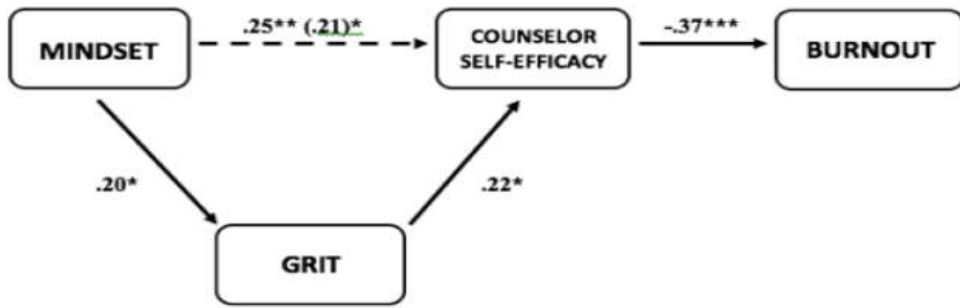 MINDSET
.25** (.21)*
COUNSELOR
SELF-EFFICACY
-.37***
BURNOUT
.20*
.22*
GRIT